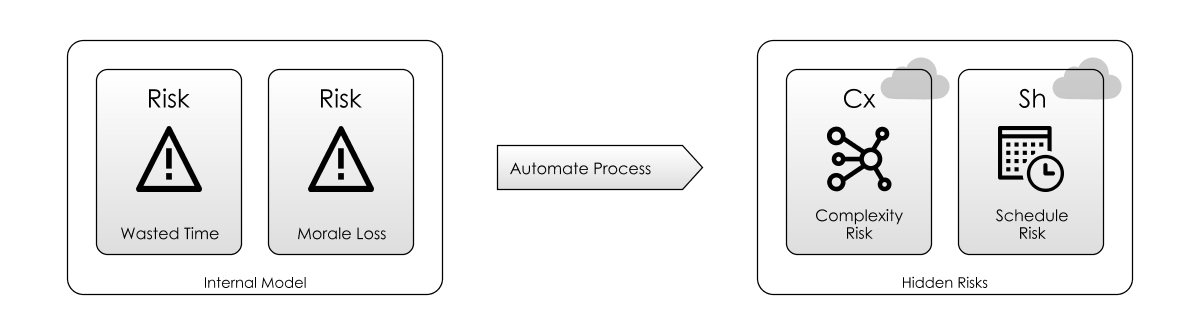 Risk
Wasted Time
Risk
Morale Loss
Internal Model
Automate Process
Cx
Complexity
Risk
Sh
Schedule
Risk
Hidden Risks